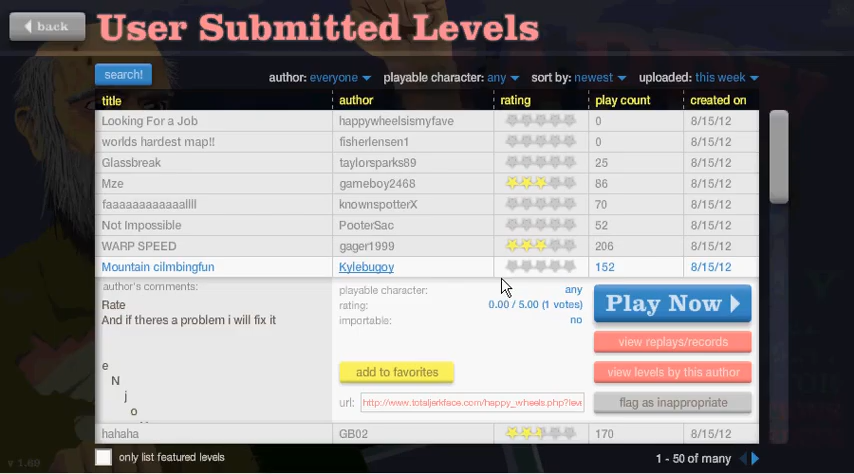 back
User Submitted Levels
search!
author: everyone playable character: any sort by: newest uploaded: this week
title author rating play count created on
Looking For a Job happywheelsismyfave 0 8/15/12
worlds hardest map!! fisherlensen1 0 8/15/12
Glassbreak taylorsparks89 25 8/15/12
Mze gameboy2468 86 8/15/12
faaaaaaaaaaallll knownspotterX 70 8/15/12
Not Impossible PooterSac 52 8/15/12
WARP SPEED gager1999 206 8/15/12
Mountain cilmbingfun Kylebugoy 152 8/15/12
author's comments:
Rate
And if theres a problem i will fix it
e
N
j
o
playable character: any
rating: 0.00 / 5.00 (1 votes)
importable: no
add to favorites
url: http://www.totaljerkface.com/happy_wheels.php?leve
Play Now
view replays/records
view levels by this author
flag as inappropriate
hahaha GB02 170 8/15/12
only list featured levels
1 - 50 of many
v 1.69